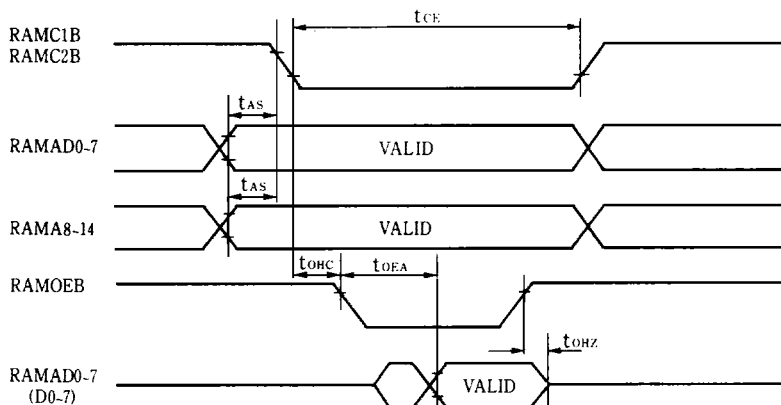 RAMC1B
RAMC2B
tCE
tAS
RAMAD0~7
VALID
tAS
RAMA8~14
VALID
tOHC
tOEA
RAMOEB
tOHZ
RAMAD0~7
(D0~7)
VALID